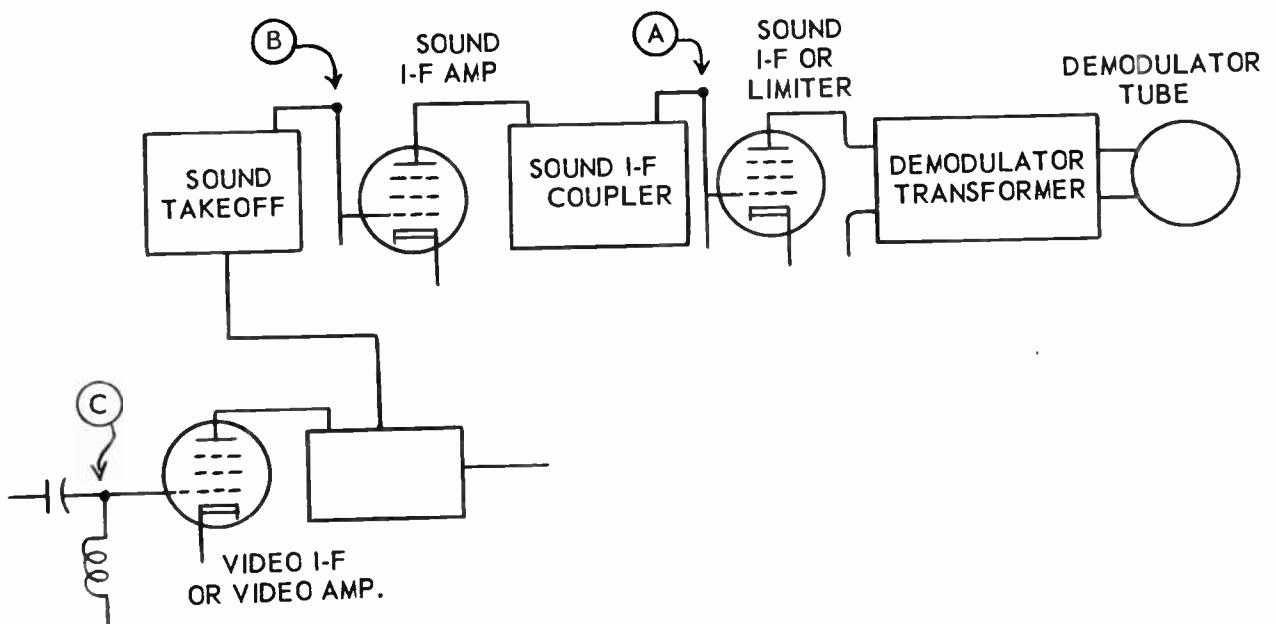 B
SOUND
I-F AMP
A
SOUND
I-F OR
LIMITER
DEMODULATOR
TUBE
SOUND
TAKEOFF
SOUND I-F
COUPLER
DEMODULATOR
TRANSFORMER
C
VIDEO I-F
OR VIDEO AMP.